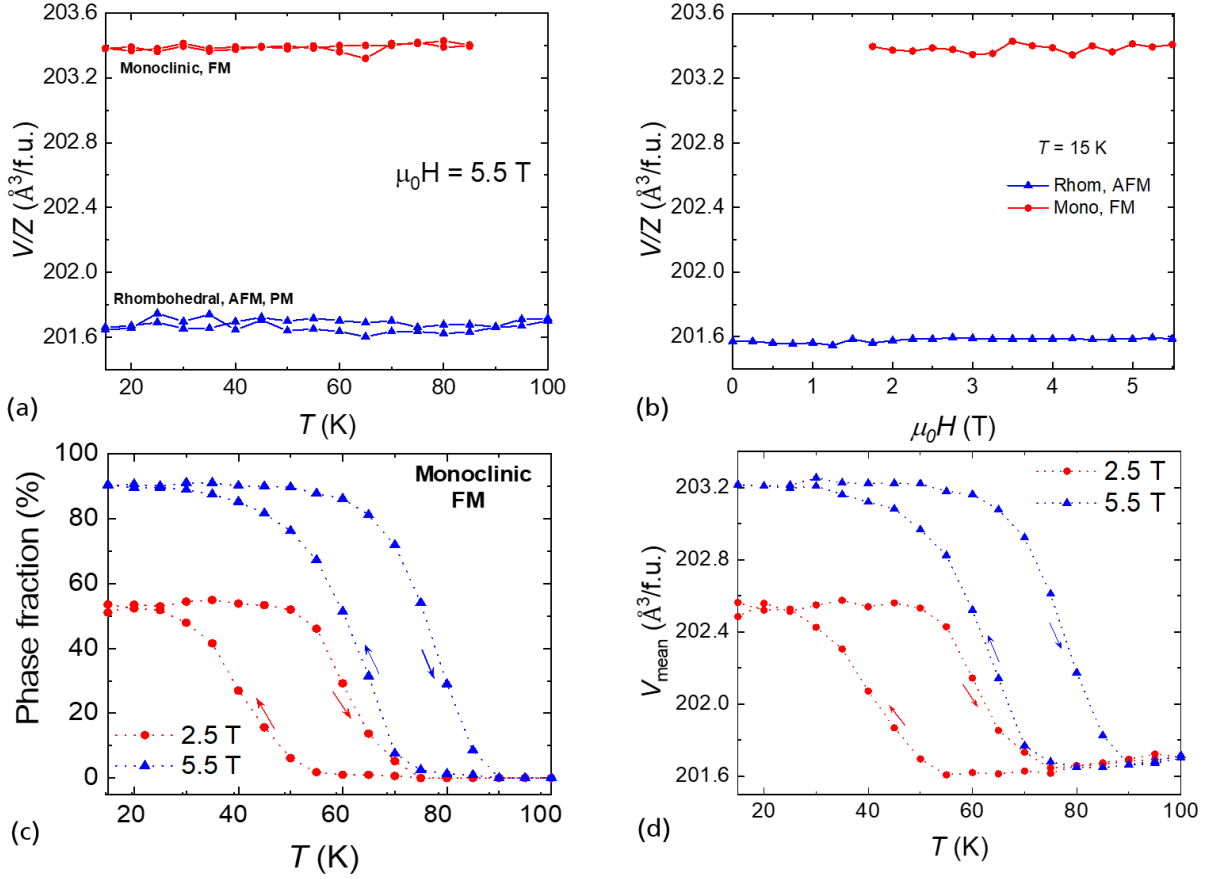 203.6
203.2
202.8
202.4
202.0
201.6
V/Z (Å³/f.u.)
Monoclinic, FM
μ₀H = 5.5 T
Rhombohedral, AFM, PM
20 40 60 80 100
T (K)
(a)
203.6
203.2
202.8
202.4
202.0
201.6
V/Z (Å³/f.u.)
T = 15 K
Rhom, AFM
Mono, FM
0 1 2 3 4 5
μ₀H (T)
(b)
100
80
60
40
20
0
Phase fraction (%)
Monoclinic
FM
2.5 T
5.5 T
20 40 60 80 100
T (K)
(c)
203.2
202.8
202.4
202.0
201.6
Vmean (Å³/f.u.)
2.5 T
5.5 T
20 40 60 80 100
T (K)
(d)